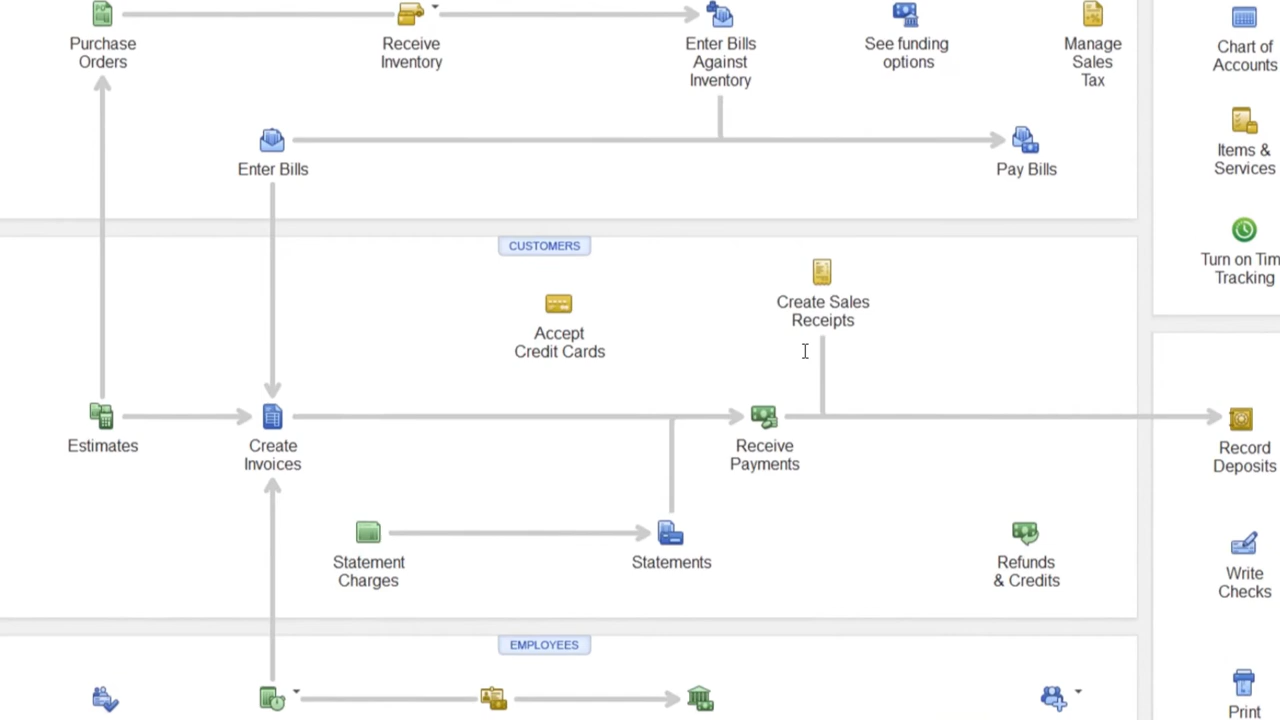 Purchase
Orders
Receive
Inventory
Enter Bills
Against
Inventory
See funding
options
Manage
Sales
Tax
Chart of
Accounts
Enter Bills
Pay Bills
Items &
Services
Turn on Tim
Tracking
CUSTOMERS
Accept
Credit Cards
Create Sales
Receipts
Estimates
Create
Invoices
Receive
Payments
Record
Deposits
Statement
Charges
Statements
Refunds
& Credits
Write
Checks
EMPLOYEES
Print